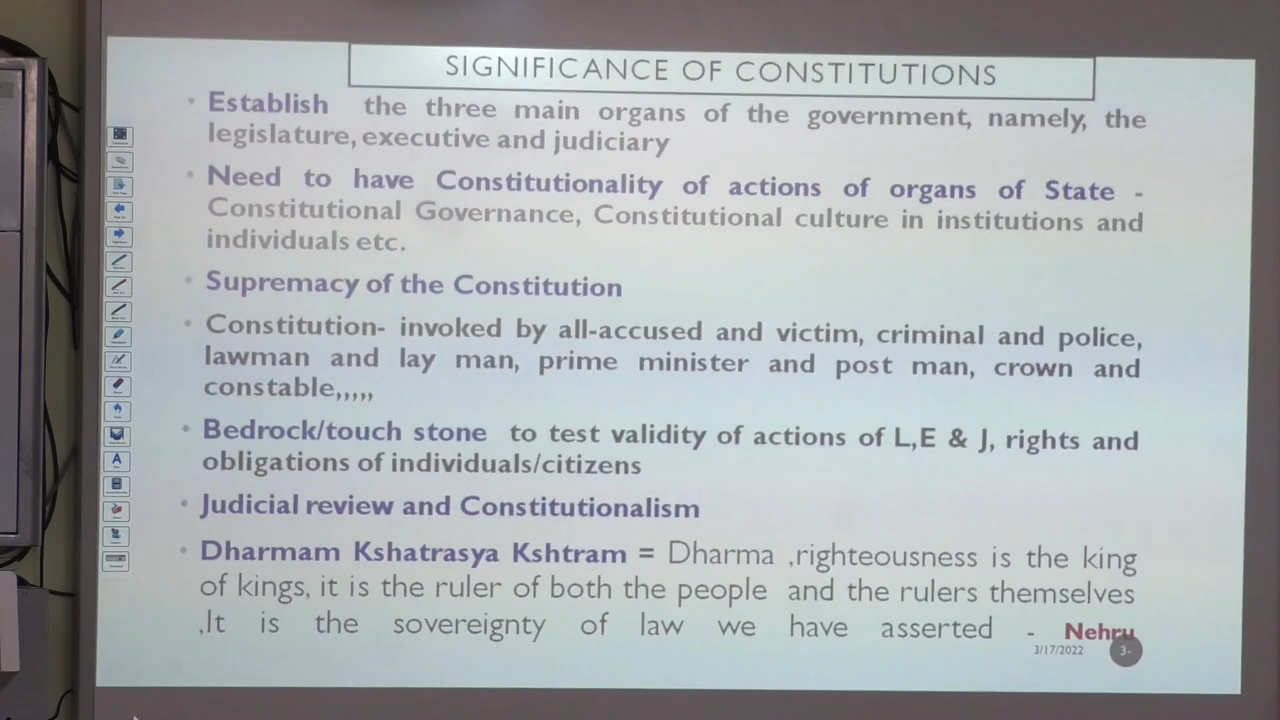 SIGNIFICANCE OF CONSTITUTIONS
• Establish the three main organs of the government, namely, the
legislature, executive and judiciary
• Need to have Constitutionality of actions of organs of State -
Constitutional Governance, Constitutional culture in institutions and
individuals etc.
• Supremacy of the Constitution
• Constitution- invoked by all-accused and victim, criminal and police,
lawman and lay man, prime minister and post man, crown and
constable,,,,,
• Bedrock/touch stone to test validity of actions of L,E & J, rights and
obligations of individuals/citizens
• Judicial review and Constitutionalism
• Dharmam Kshatrasya Kshtram = Dharma ,righteousness is the king
of kings, it is the ruler of both the people and the rulers themselves
,It is the sovereignty of law we have asserted - Nehru
3/17/2022 3-